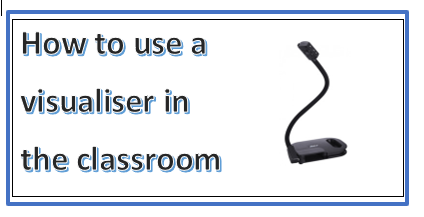 How to use a
visualiser in
the classroom